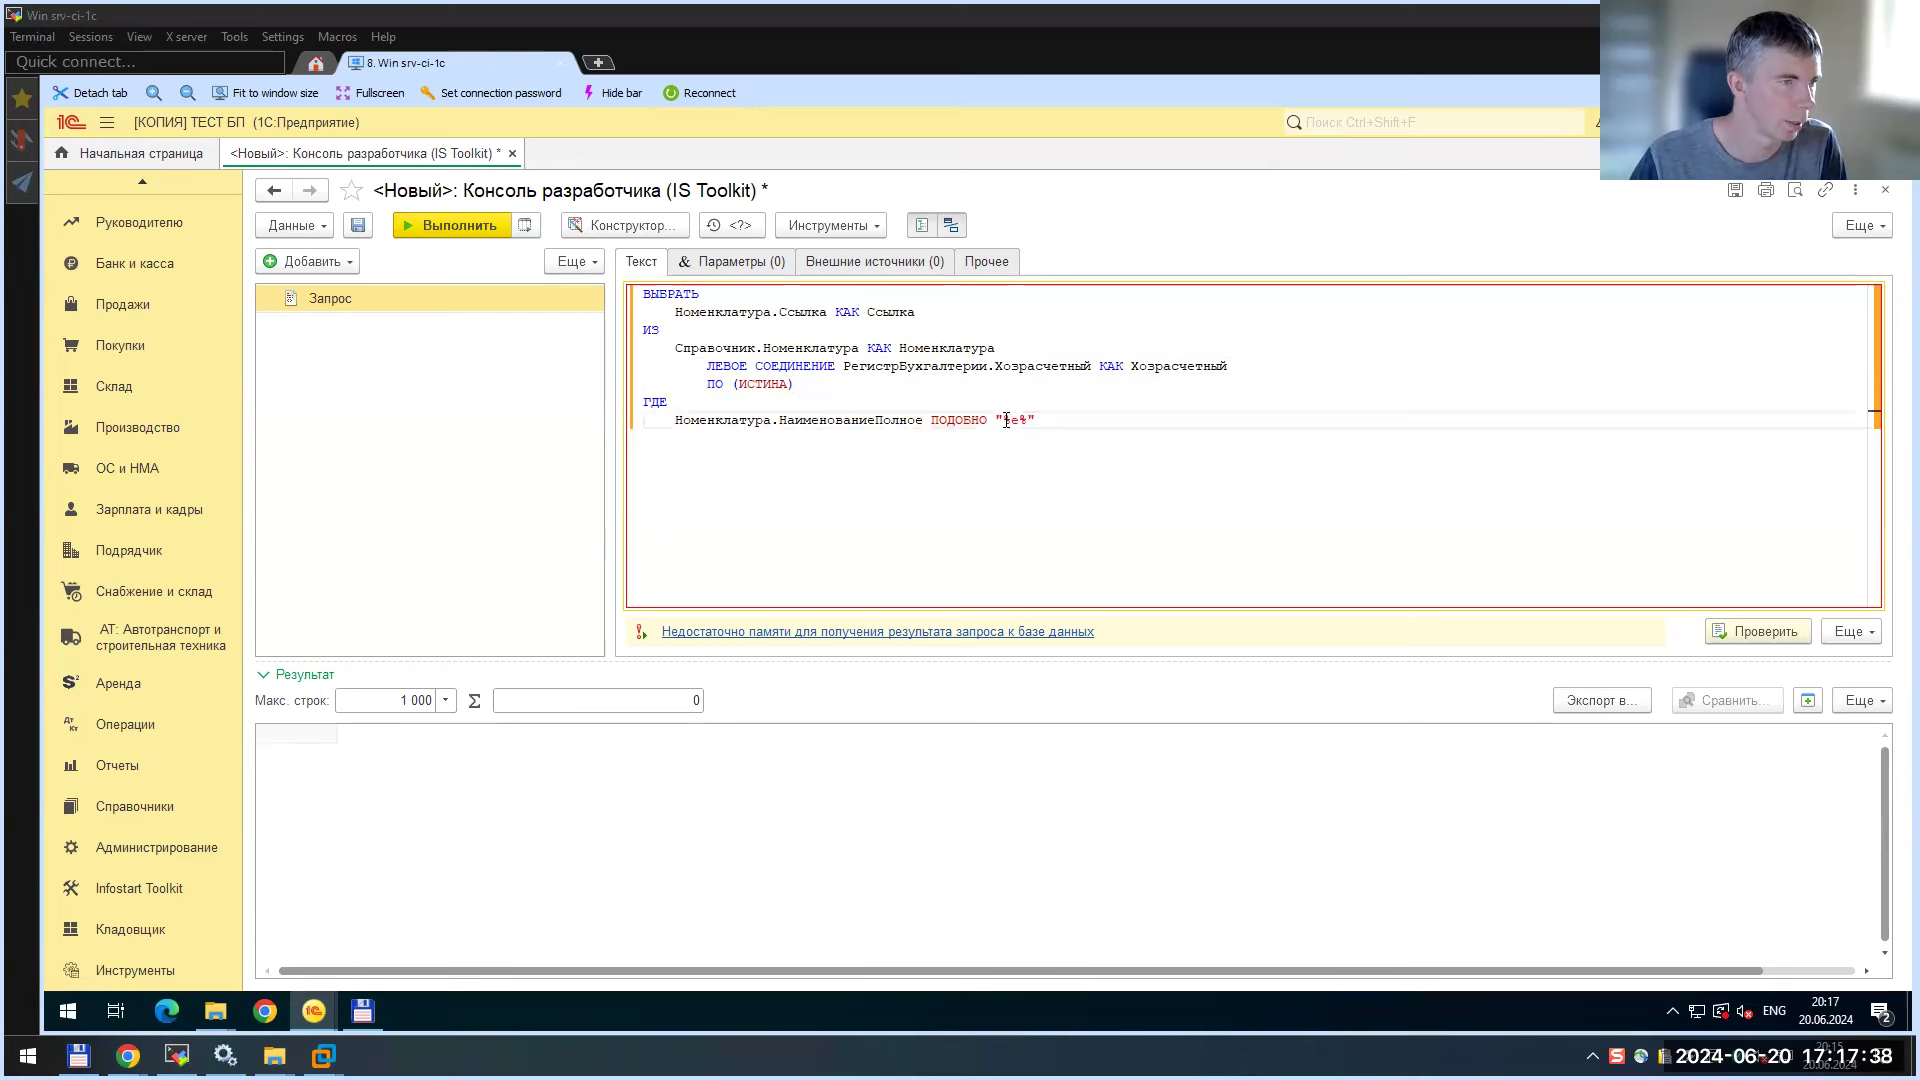 Win srv-ci-1c
Terminal Sessions View X server Tools Settings Macros Help
Quick connect...
8. Win srv-ci-1c
Detach tab Fit to window size Fullscreen Set connection password Hide bar Reconnect
[КОПИЯ] ТЕСТ БП (1С:Предприятие)
Поиск Ctrl+Shift+F
Начальная страница
<Новый>: Консоль разработчика (IS Toolkit) *
<Новый>: Консоль разработчика (IS Toolkit) *
Данные
Выполнить
Конструктор...
<?>
Инструменты
Еще
Добавить
Еще
Текст
& Параметры (0)
Внешние источники (0)
Прочее
Запрос
ВЫБРАТЬ
Номенклатура.Ссылка КАК Ссылка
ИЗ
Справочник.Номенклатура КАК Номенклатура
ЛЕВОЕ СОЕДИНЕНИЕ РегистрБухгалтерии.Хозрасчетный КАК Хозрасчетный
ПО (ИСТИНА)
ГДЕ
Номенклатура.НаименованиеПолное ПОДОБНО "%е%"
Недостаточно памяти для получения результата запроса к базе данных
Проверить
Еще
Результат
Макс. строк:
1 000
Σ
0
Экспорт в...
Сравнить...
Еще
Руководителю
Банк и касса
Продажи
Покупки
Склад
Производство
ОС и НМА
Зарплата и кадры
Подрядчик
Снабжение и склад
АТ: Автотранспорт и
строительная техника
Аренда
Операции
Отчеты
Справочники
Администрирование
Infostart Toolkit
Кладовщик
Инструменты
ENG
20:17
20.06.2024
2
2024-06-20 17:17:38